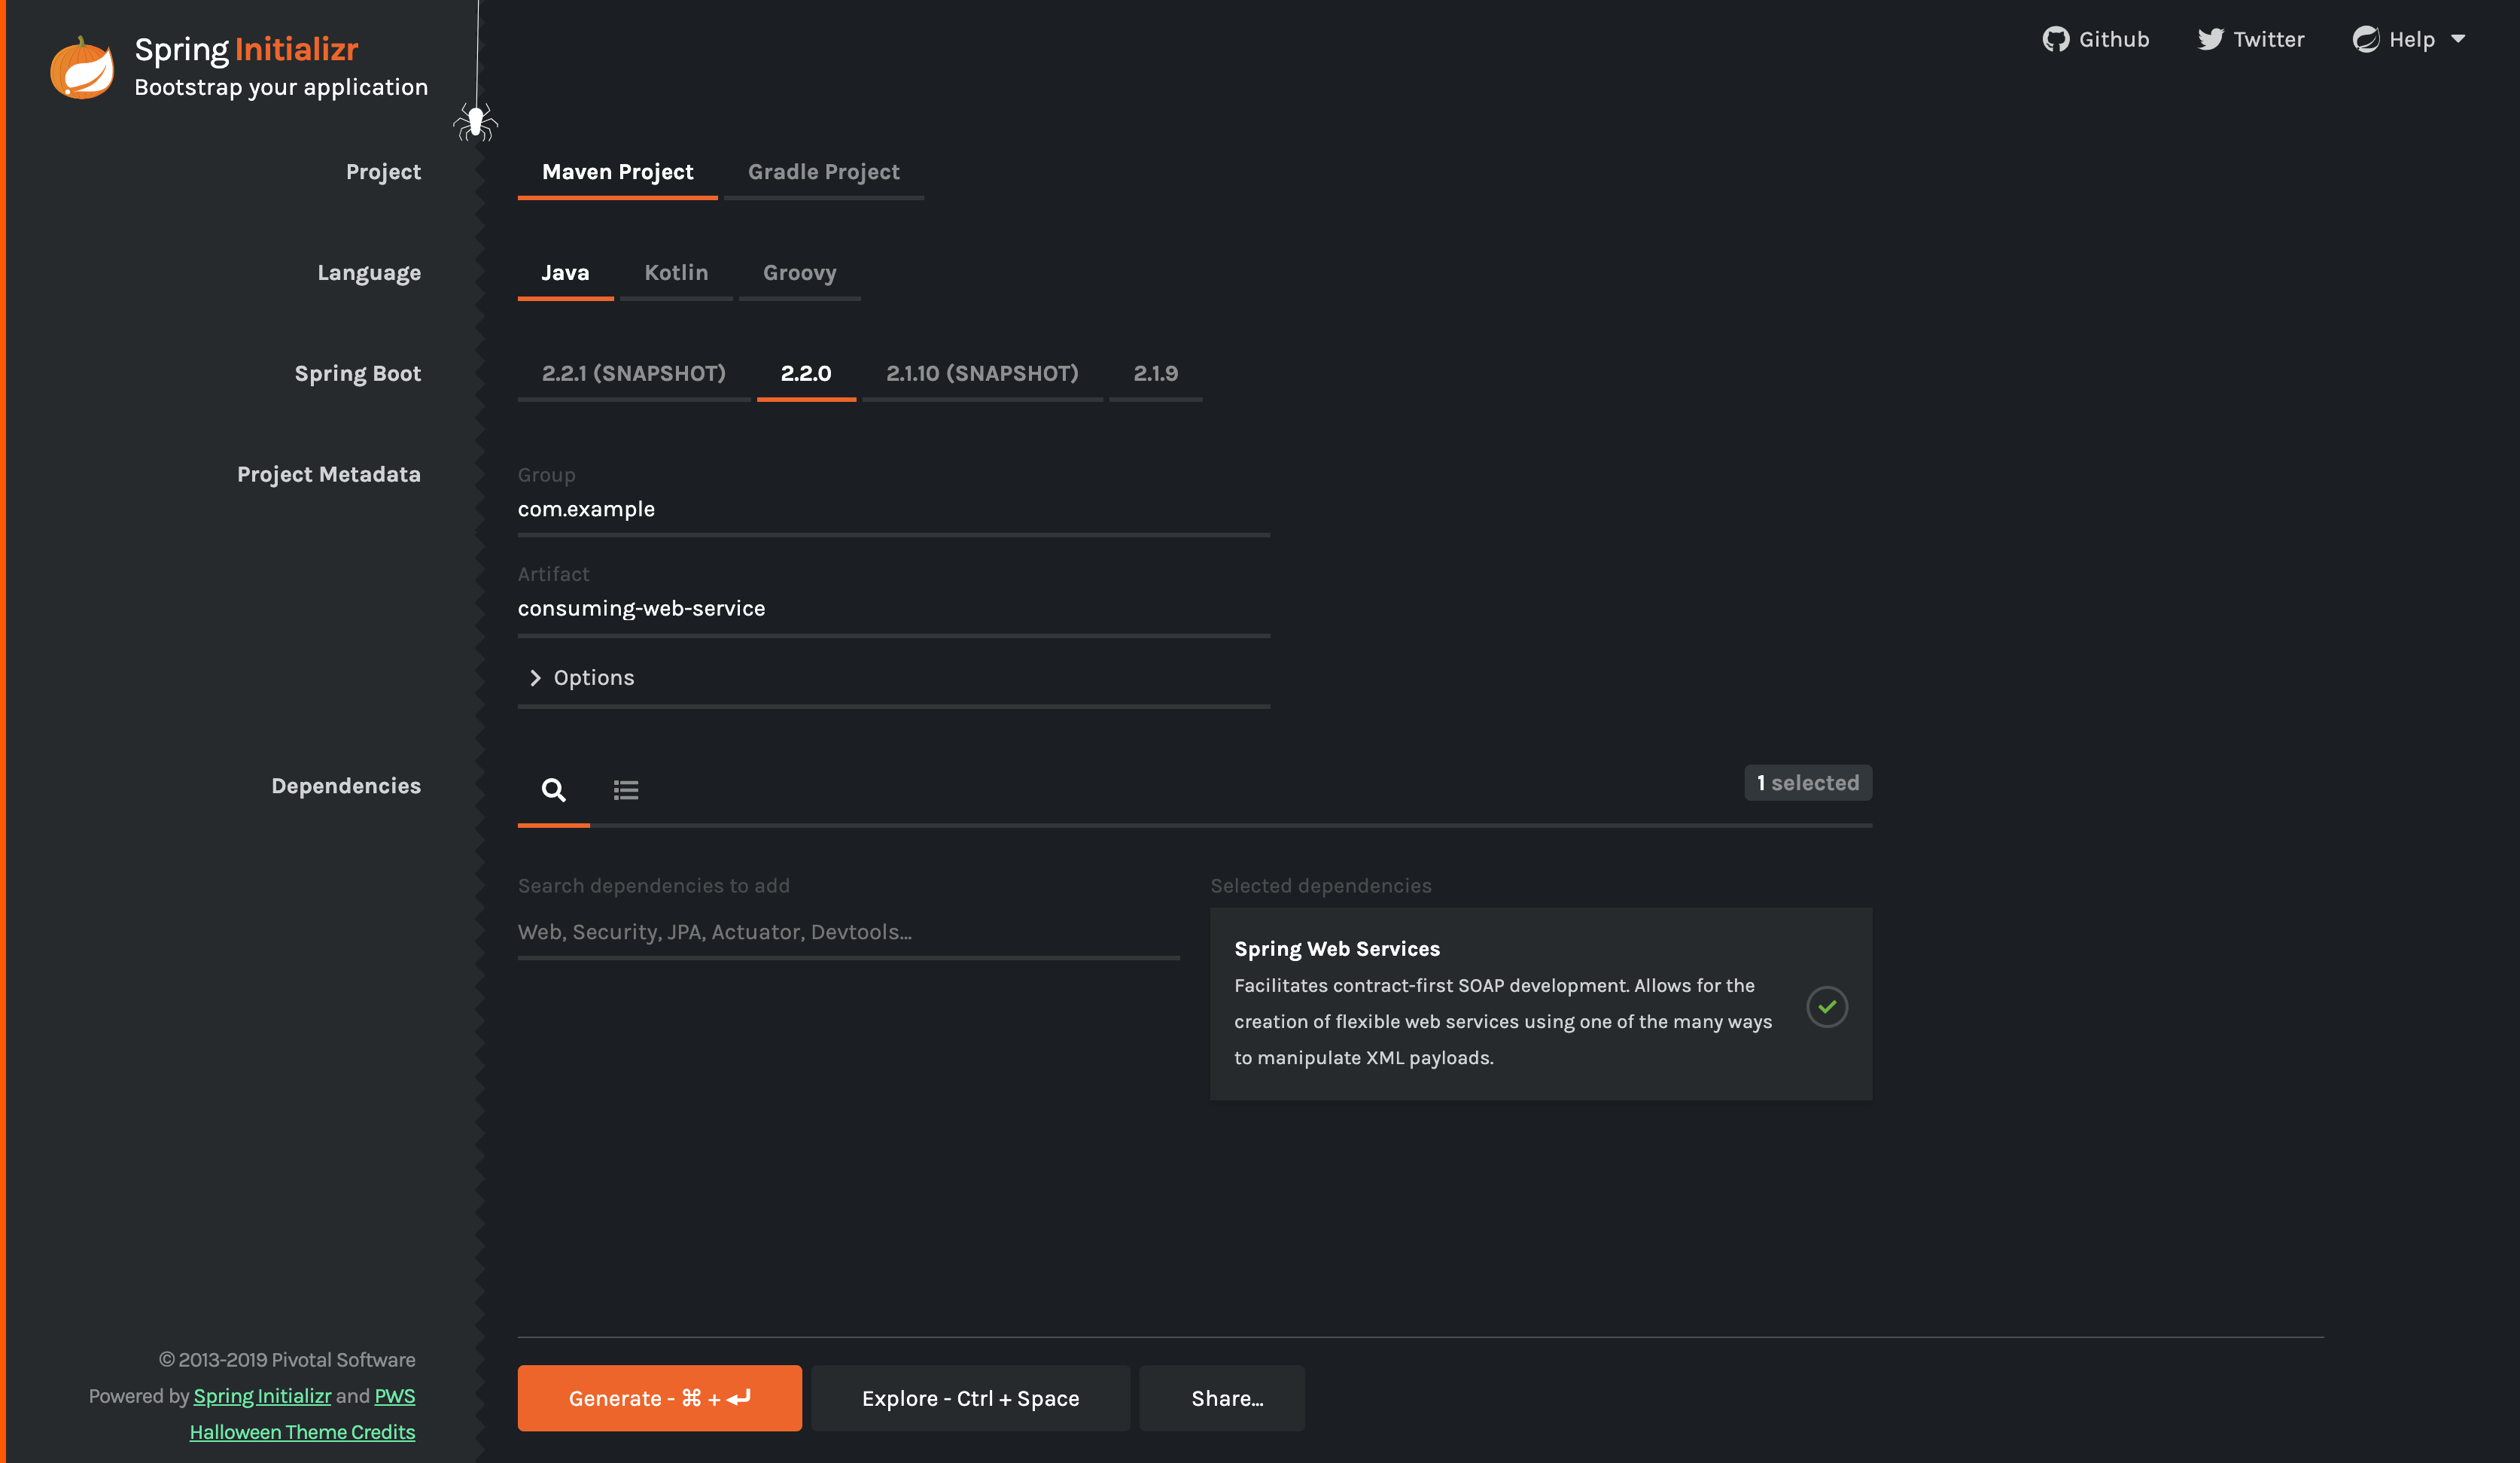 Spring Initializr
Bootstrap your application
Github Twitter Help
Project
Maven Project Gradle Project
Language
Java Kotlin Groovy
Spring Boot
2.2.1 (SNAPSHOT) 2.2.0 2.1.10 (SNAPSHOT) 2.1.9
Project Metadata
Group
com.example
Artifact
consuming-web-service
Options
Dependencies
1 selected
Search dependencies to add
Web, Security, JPA, Actuator, Devtools...
Selected dependencies
Spring Web Services
Facilitates contract-first SOAP development. Allows for the
creation of flexible web services using one of the many ways
to manipulate XML payloads.
© 2013-2019 Pivotal Software
Powered by Spring Initializr and PWS
Halloween Theme Credits
Generate - ⌘ + ↵
Explore - Ctrl + Space
Share...